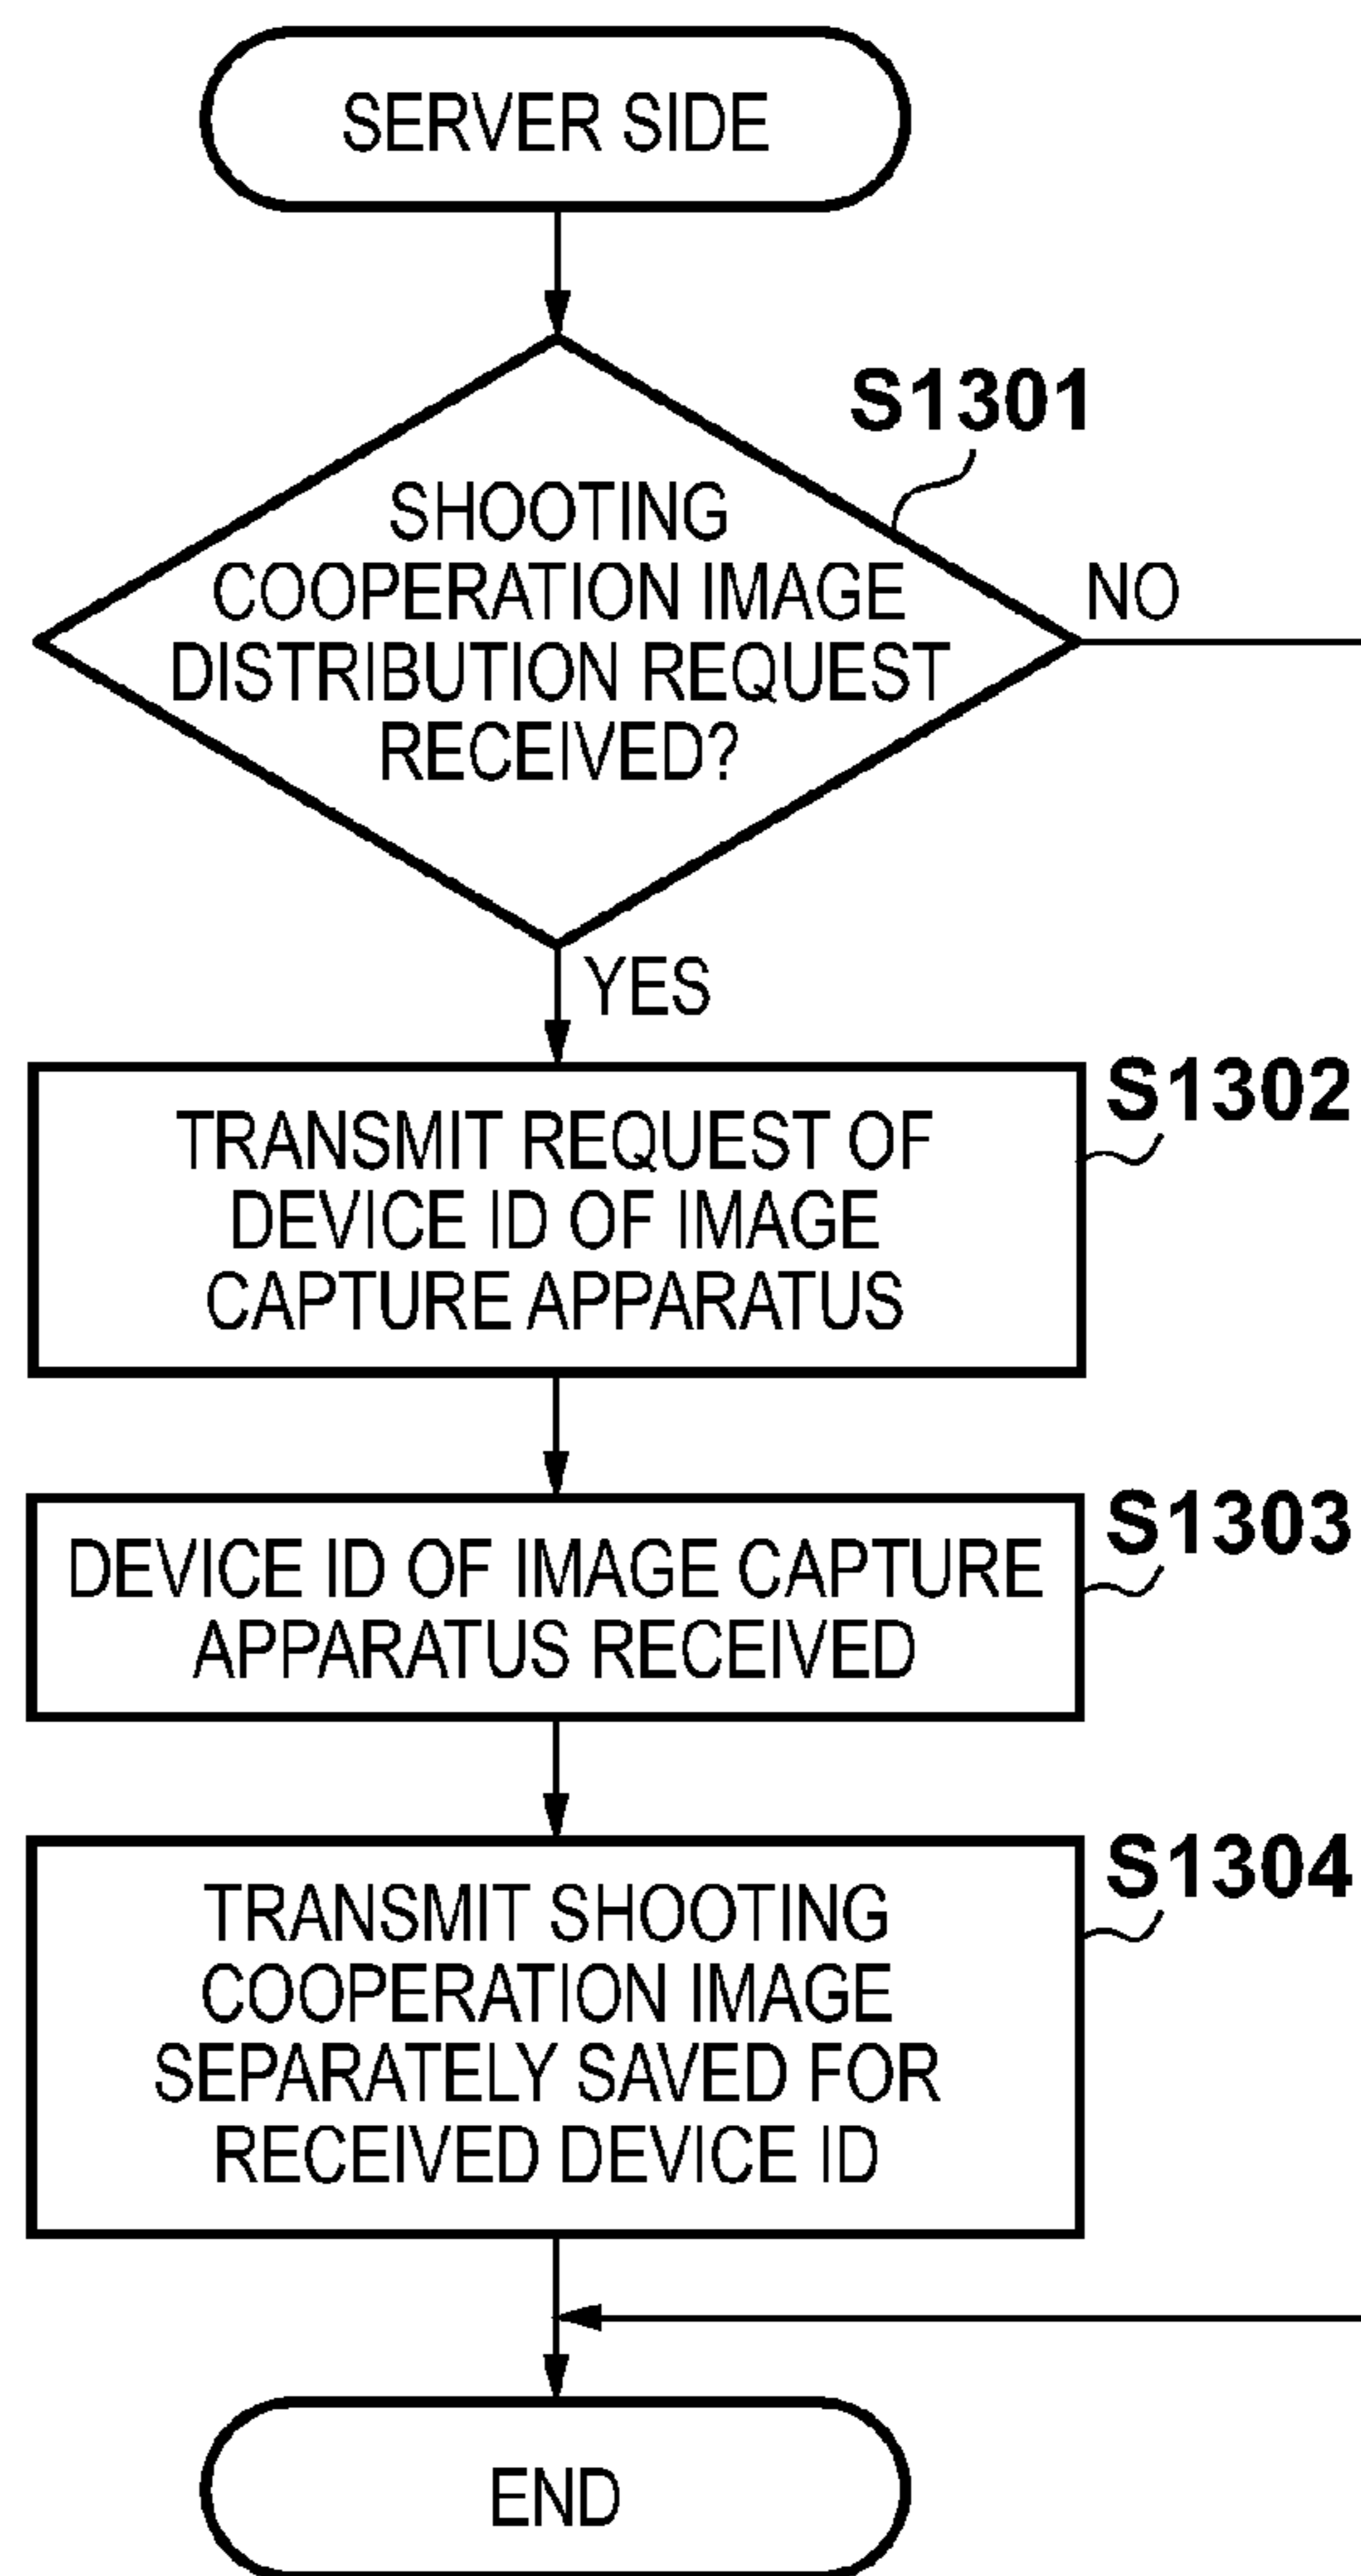 SERVER SIDE
S1301
SHOOTING
COOPERATION IMAGE
DISTRIBUTION REQUEST
RECEIVED?
NO
YES
S1302
TRANSMIT REQUEST OF
DEVICE ID OF IMAGE
CAPTURE APPARATUS
S1303
DEVICE ID OF IMAGE CAPTURE
APPARATUS RECEIVED
S1304
TRANSMIT SHOOTING
COOPERATION IMAGE
SEPARATELY SAVED FOR
RECEIVED DEVICE ID
END